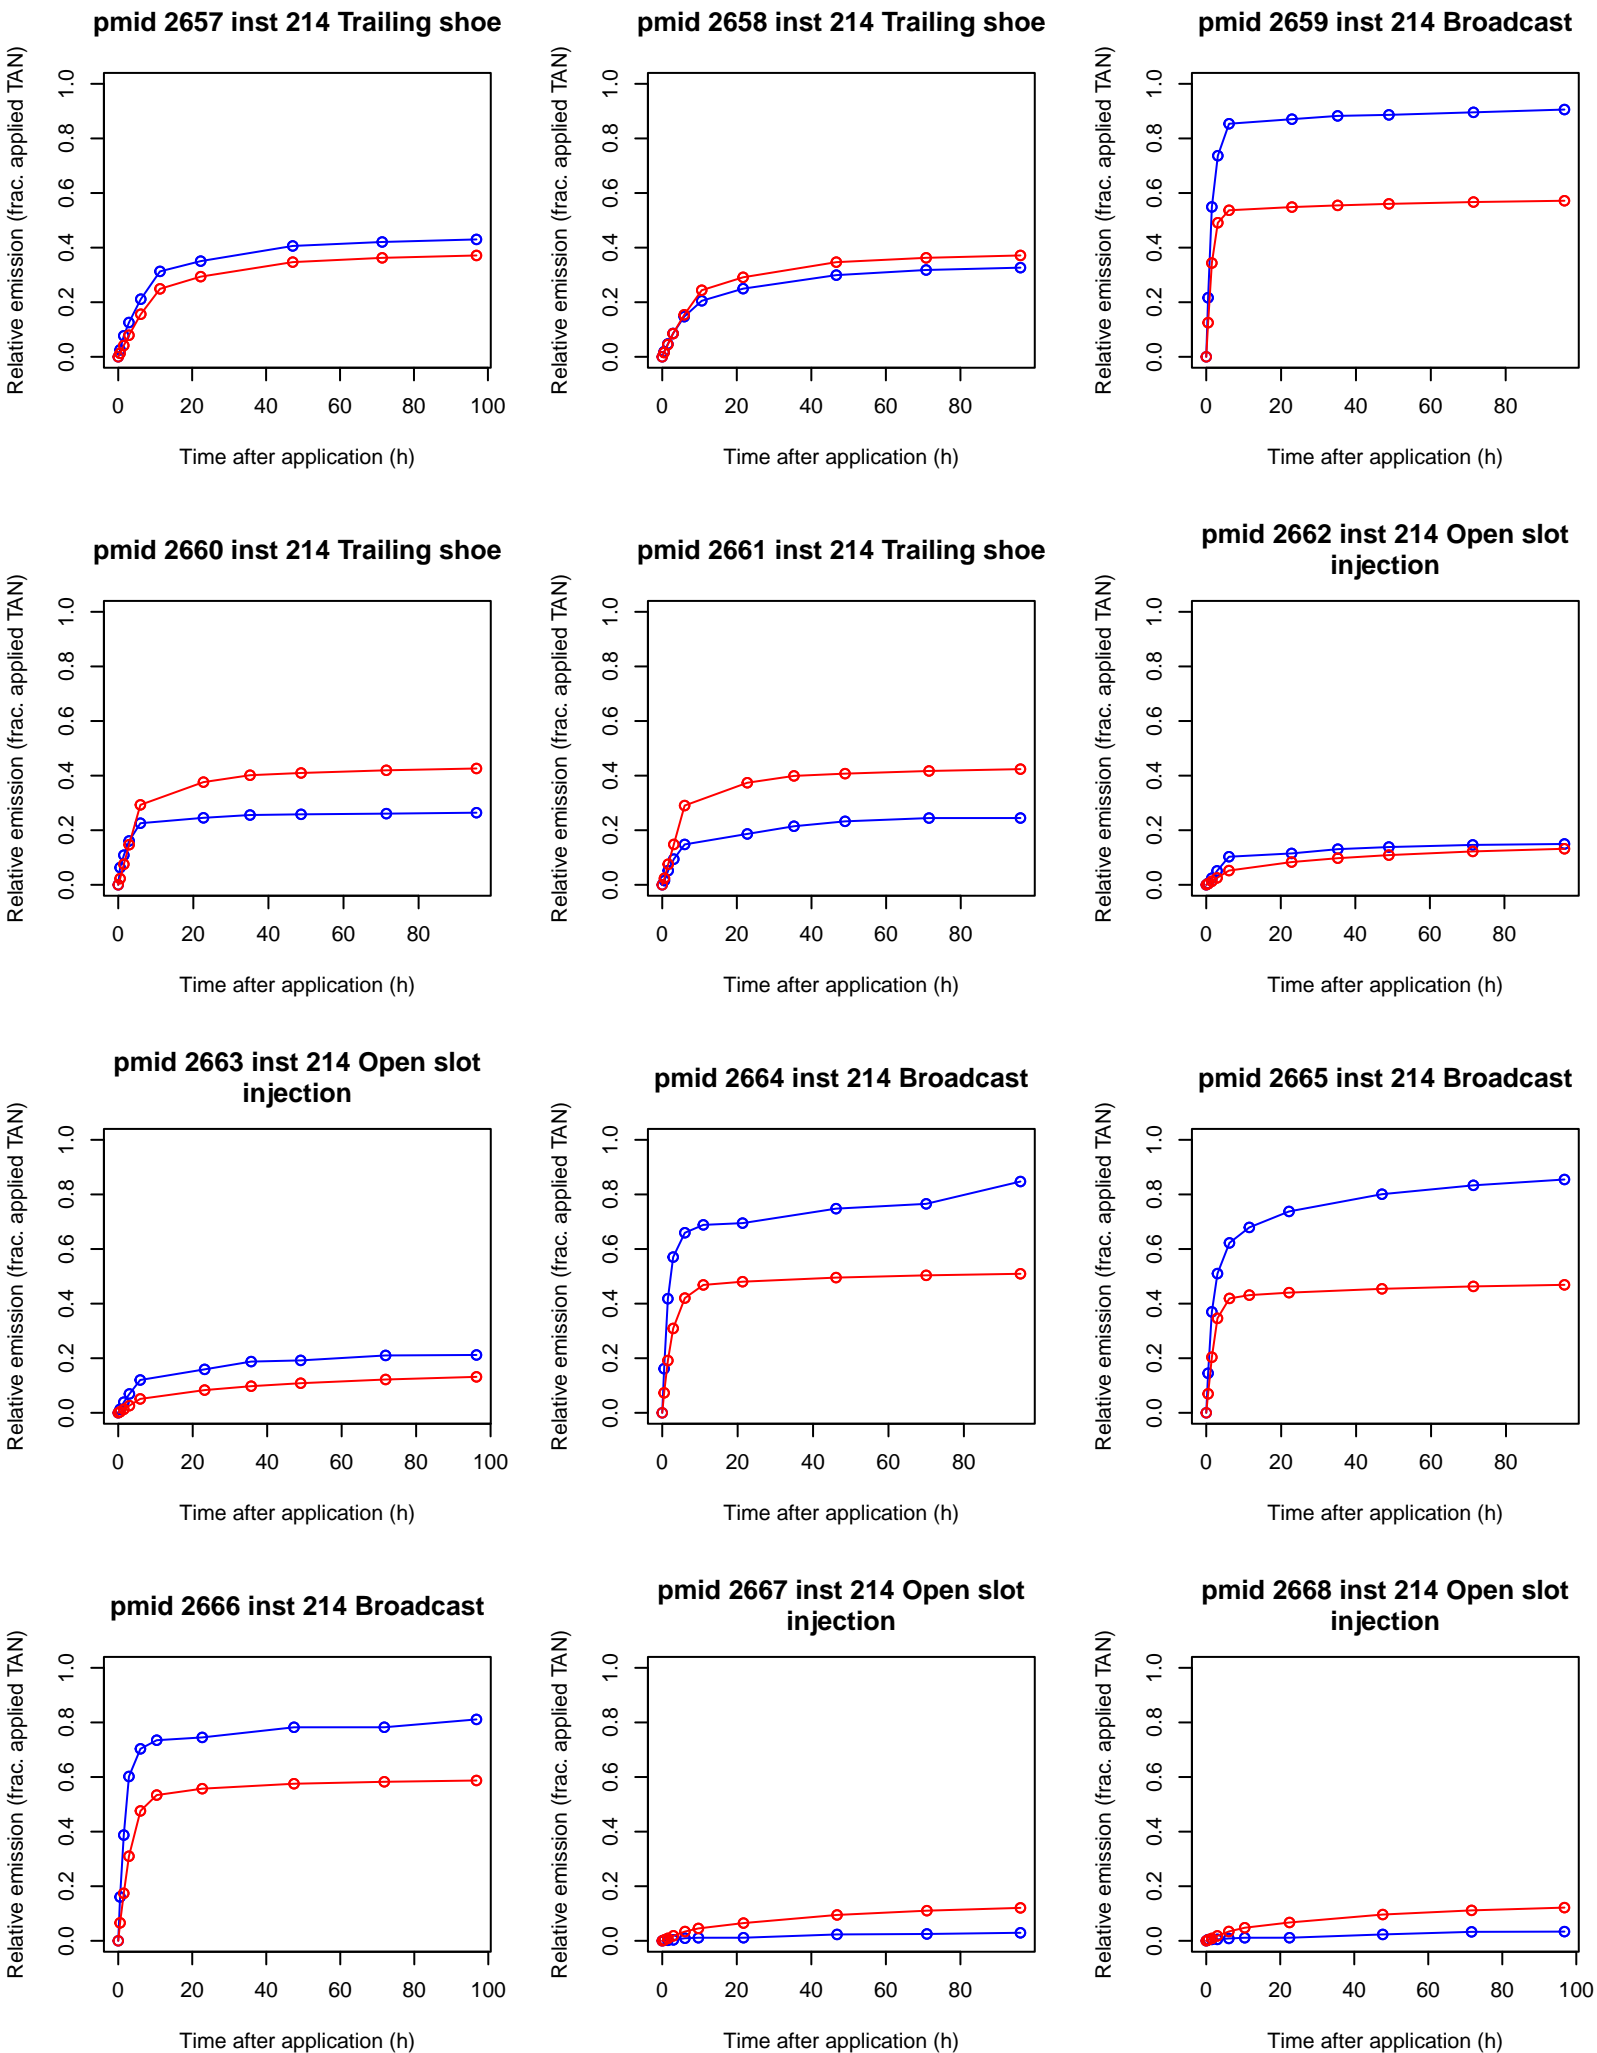 pmid 2657 inst 214 Trailing shoe
Relative emission (frac. applied TAN)
1.0
0.8
0.6
0.4
0.2
0.0
0 20 40 60 80 100
Time after application (h)
pmid 2658 inst 214 Trailing shoe
Relative emission (frac. applied TAN)
1.0
0.8
0.6
0.4
0.2
0.0
0 20 40 60 80
Time after application (h)
pmid 2659 inst 214 Broadcast
Relative emission (frac. applied TAN)
1.0
0.8
0.6
0.4
0.2
0.0
0 20 40 60 80
Time after application (h)
pmid 2660 inst 214 Trailing shoe
Relative emission (frac. applied TAN)
1.0
0.8
0.6
0.4
0.2
0.0
0 20 40 60 80
Time after application (h)
pmid 2661 inst 214 Trailing shoe
Relative emission (frac. applied TAN)
1.0
0.8
0.6
0.4
0.2
0.0
0 20 40 60 80
Time after application (h)
pmid 2662 inst 214 Open slot
injection
Relative emission (frac. applied TAN)
1.0
0.8
0.6
0.4
0.2
0.0
0 20 40 60 80
Time after application (h)
pmid 2663 inst 214 Open slot
injection
Relative emission (frac. applied TAN)
1.0
0.8
0.6
0.4
0.2
0.0
0 20 40 60 80 100
Time after application (h)
pmid 2664 inst 214 Broadcast
Relative emission (frac. applied TAN)
1.0
0.8
0.6
0.4
0.2
0.0
0 20 40 60 80
Time after application (h)
pmid 2665 inst 214 Broadcast
Relative emission (frac. applied TAN)
1.0
0.8
0.6
0.4
0.2
0.0
0 20 40 60 80
Time after application (h)
pmid 2666 inst 214 Broadcast
Relative emission (frac. applied TAN)
1.0
0.8
0.6
0.4
0.2
0.0
0 20 40 60 80 100
Time after application (h)
pmid 2667 inst 214 Open slot
injection
Relative emission (frac. applied TAN)
1.0
0.8
0.6
0.4
0.2
0.0
0 20 40 60 80
Time after application (h)
pmid 2668 inst 214 Open slot
injection
Relative emission (frac. applied TAN)
1.0
0.8
0.6
0.4
0.2
0.0
0 20 40 60 80 100
Time after application (h)